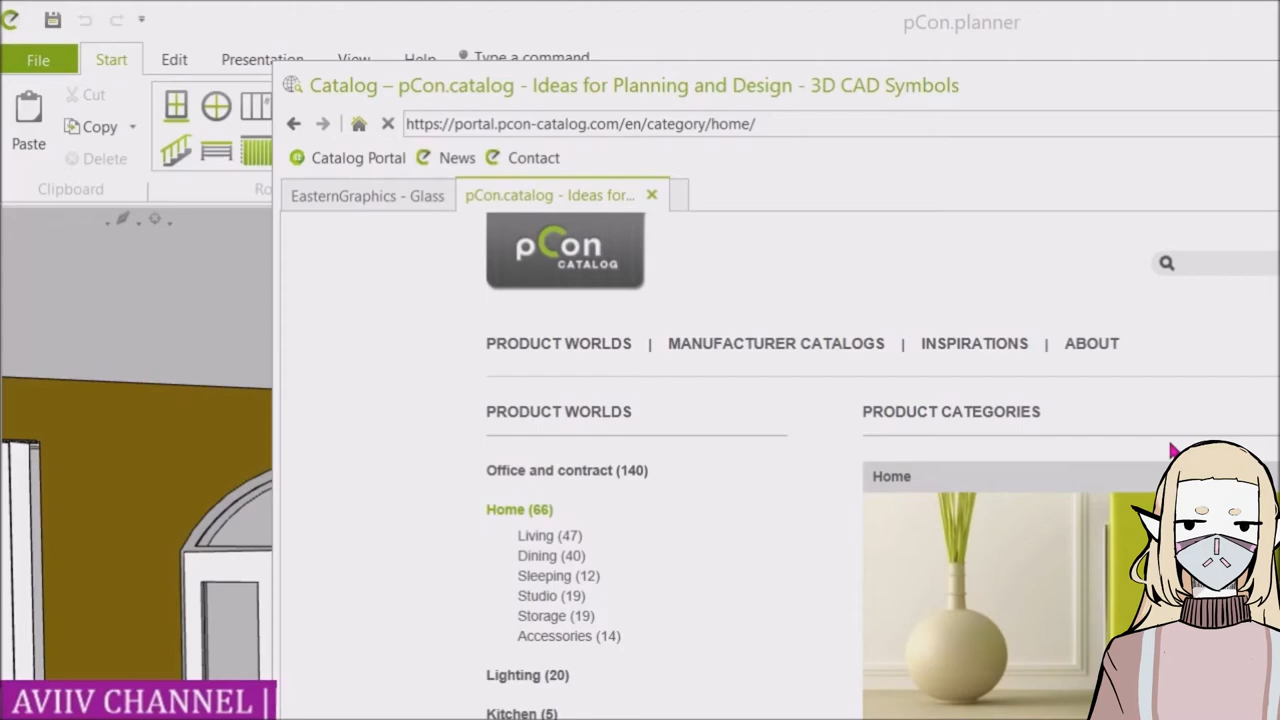 pCon.planner
File Start Edit Presentation View Help Type a command
Cut
Copy
Paste
Delete
Clipboard
Catalog – pCon.catalog - Ideas for Planning and Design - 3D CAD Symbols
https://portal.pcon-catalog.com/en/category/home/
Catalog Portal News Contact
EasternGraphics - Glass pCon.catalog - Ideas for...
pCon
CATALOG
PRODUCT WORLDS | MANUFACTURER CATALOGS | INSPIRATIONS | ABOUT
PRODUCT WORLDS PRODUCT CATEGORIES
Office and contract (140)
Home
Home (66)
Living (47)
Dining (40)
Sleeping (12)
Studio (19)
Storage (19)
Accessories (14)
Lighting (20)
Kitchen (5)
AVIIV CHANNEL |